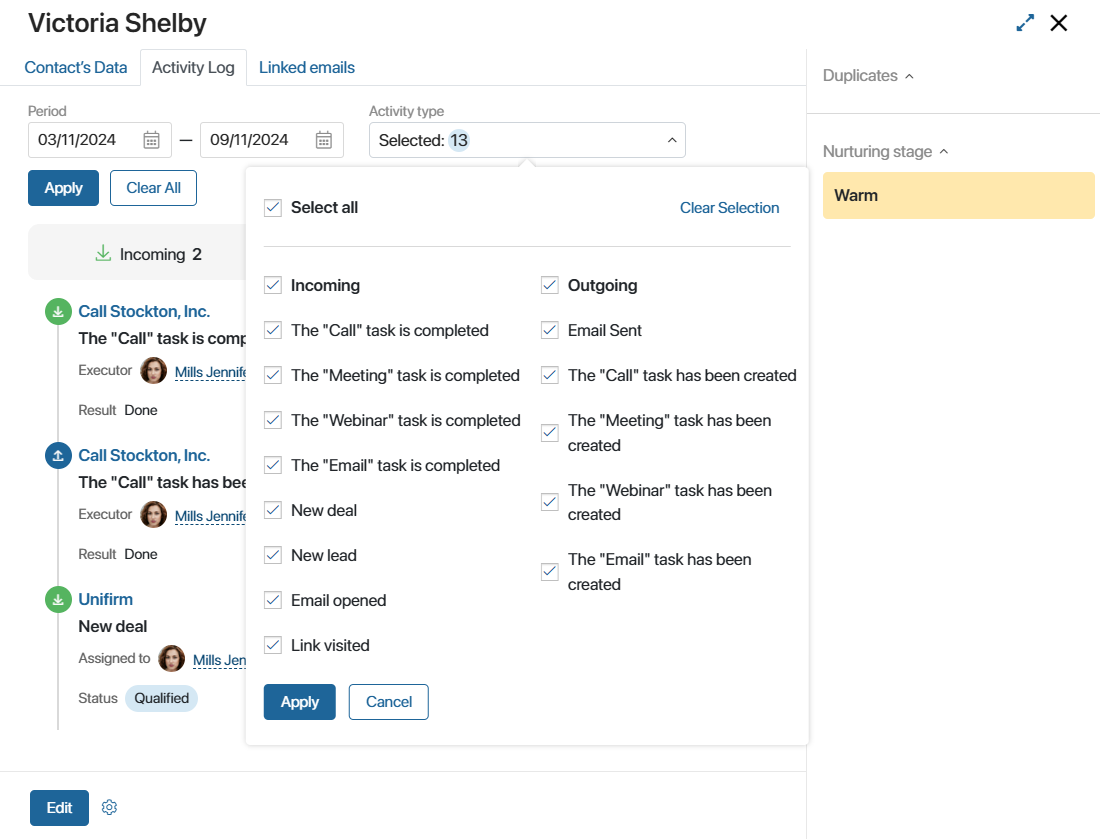 Victoria Shelby
Contact's Data
Activity Log
Linked emails
Period
Activity type
03/11/2024
—
09/11/2024
Selected: 13
Apply
Clear All
Incoming 2
Call Stockton, Inc.
The "Call" task is comp
Executor
Mills Jennife
Result Done
Call Stockton, Inc.
The "Call" task has bee
Executor
Mills Jennife
Result Done
Unifirm
New deal
Assigned to
Mills Jen
Status Qualified
Select all
Clear Selection
Incoming
The "Call" task is completed
The "Meeting" task is completed
The "Webinar" task is completed
The "Email" task is completed
New deal
New lead
Email opened
Link visited
Outgoing
Email Sent
The "Call" task has been created
The "Meeting" task has been
created
The "Webinar" task has been
created
The "Email" task has been
created
Apply
Cancel
Duplicates
Nurturing stage
Warm
Edit